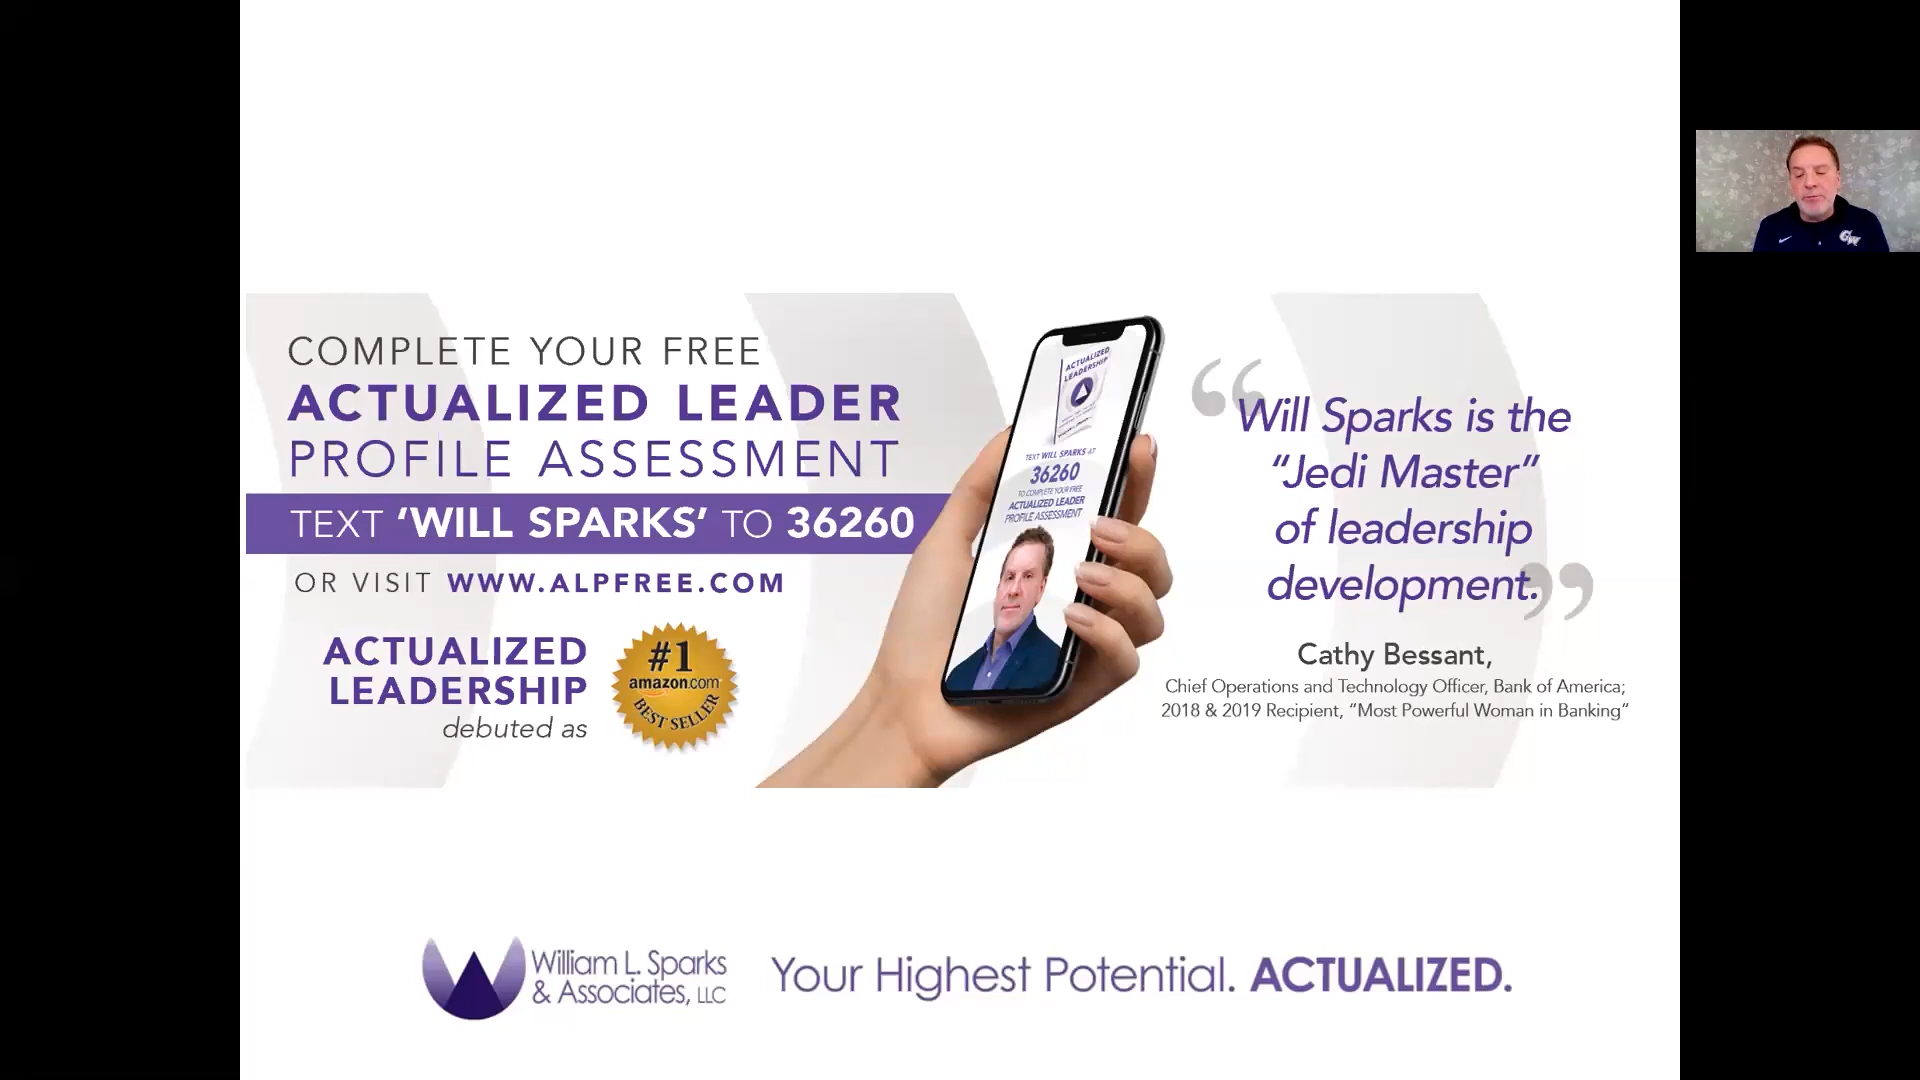 COMPLETE YOUR FREE
ACTUALIZED LEADER
PROFILE ASSESSMENT
TEXT ‘WILL SPARKS’ TO 36260
OR VISIT WWW.ALPFREE.COM
ACTUALIZED
LEADERSHIP
debuted as
#1
amazon.com
BEST SELLER
ACTUALIZED
LEADERSHIP
TEXT WILL SPARKS AT
36260
TO COMPLETE YOUR FREE
ACTUALIZED LEADER
PROFILE ASSESSMENT
“Will Sparks is the
“Jedi Master”
of leadership
development.”
Cathy Bessant,
Chief Operations and Technology Officer, Bank of America;
2018 & 2019 Recipient, “Most Powerful Woman in Banking”
GW
William L. Sparks
& Associates, LLC
Your Highest Potential. ACTUALIZED.